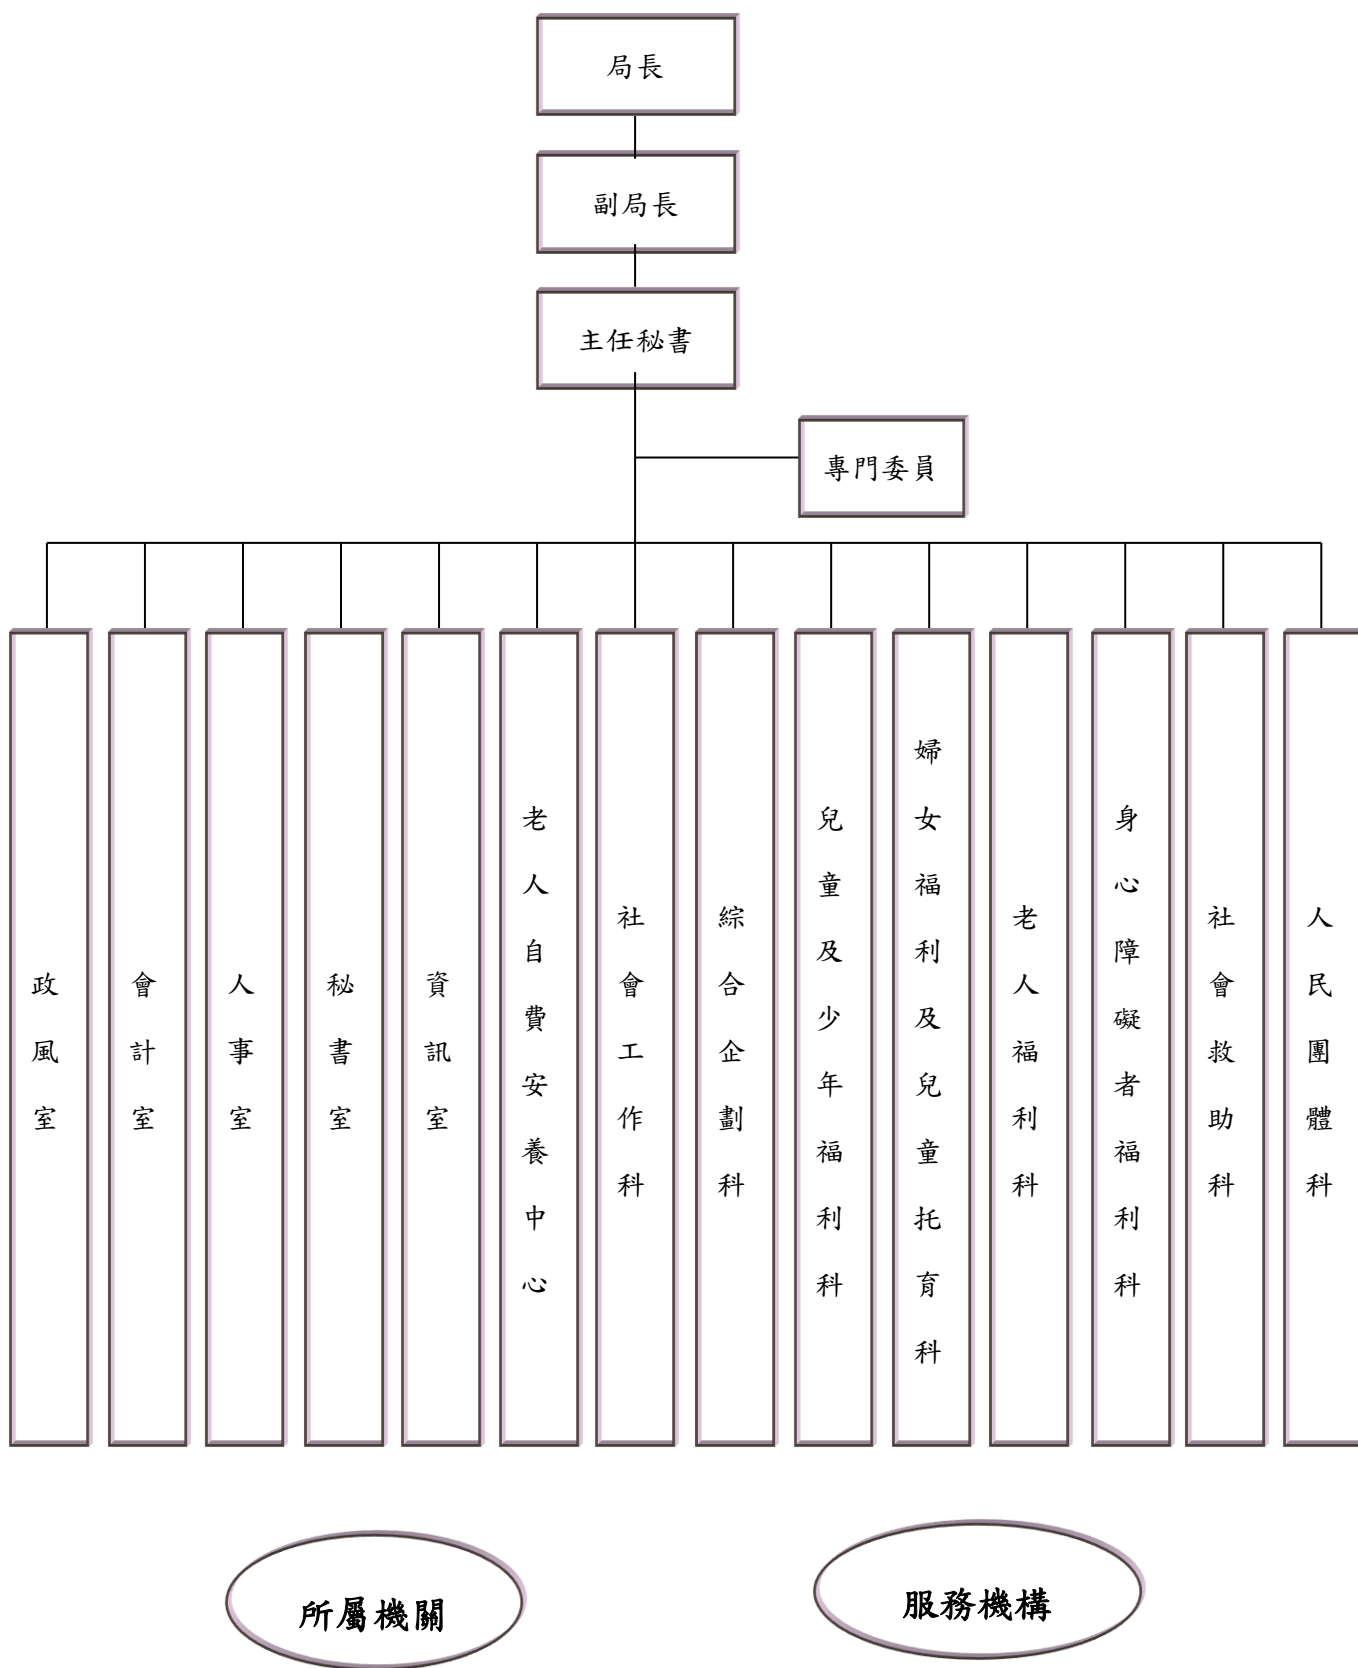 局長
副局長
主任秘書
專門委員
政風室
會計室
人事室
秘書室
資訊室
老人自費安養中心
社會工作科
綜合企劃科
兒童及少年福利科
婦女福利及兒童托育科
老人福利科
身心障礙者福利科
社會救助科
人民團體科
所屬機關
服務機構